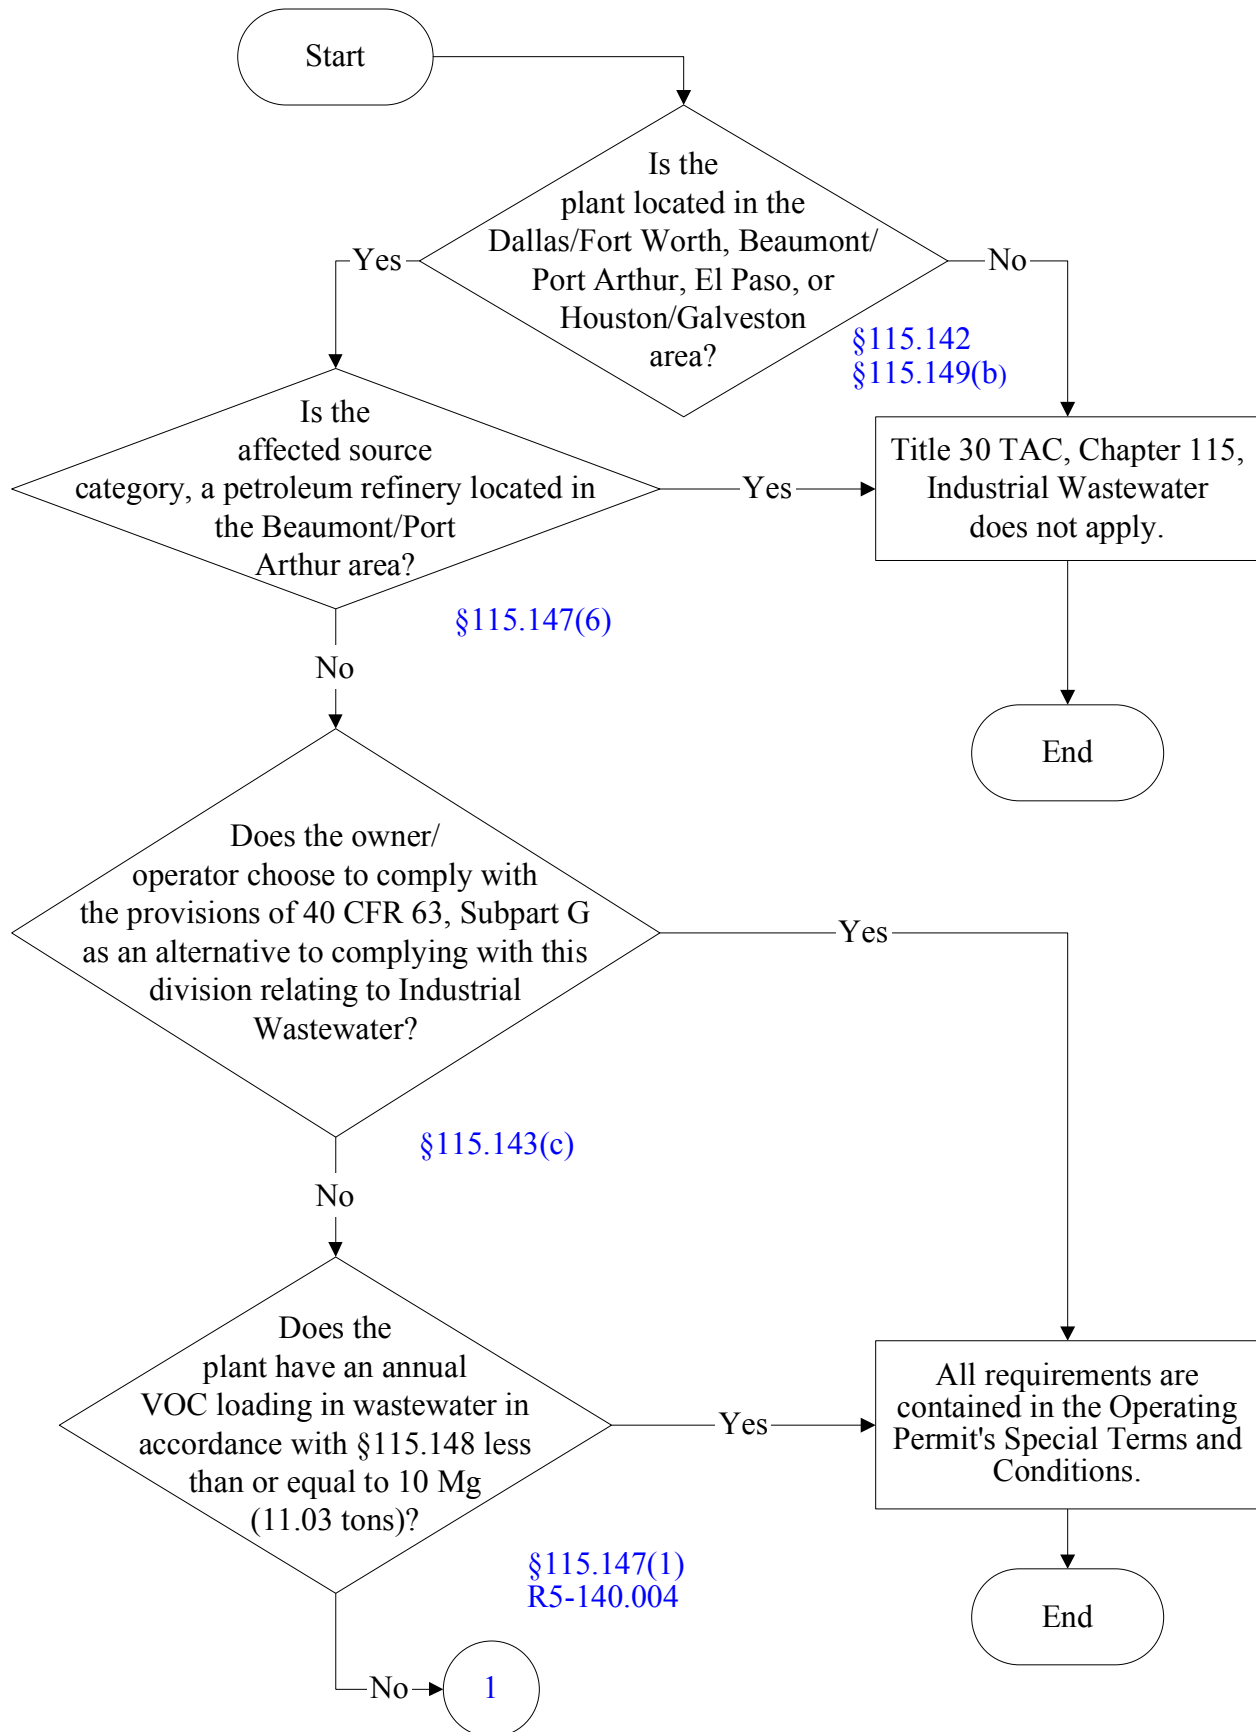 Start
Is the
plant located in the
Dallas/Fort Worth, Beaumont/
Port Arthur, El Paso, or
Houston/Galveston
area?
Yes
No
§115.142
§115.149(b)
Is the
affected source
category, a petroleum refinery located in
the Beaumont/Port
Arthur area?
Yes
Title 30 TAC, Chapter 115,
Industrial Wastewater
does not apply.
§115.147(6)
No
End
Does the owner/
operator choose to comply with
the provisions of 40 CFR 63, Subpart G
as an alternative to complying with this
division relating to Industrial
Wastewater?
Yes
§115.143(c)
No
Does the
plant have an annual
VOC loading in wastewater in
accordance with §115.148 less
than or equal to 10 Mg
(11.03 tons)?
Yes
All requirements are
contained in the Operating
Permit's Special Terms and
Conditions.
§115.147(1)
R5-140.004
End
No
1